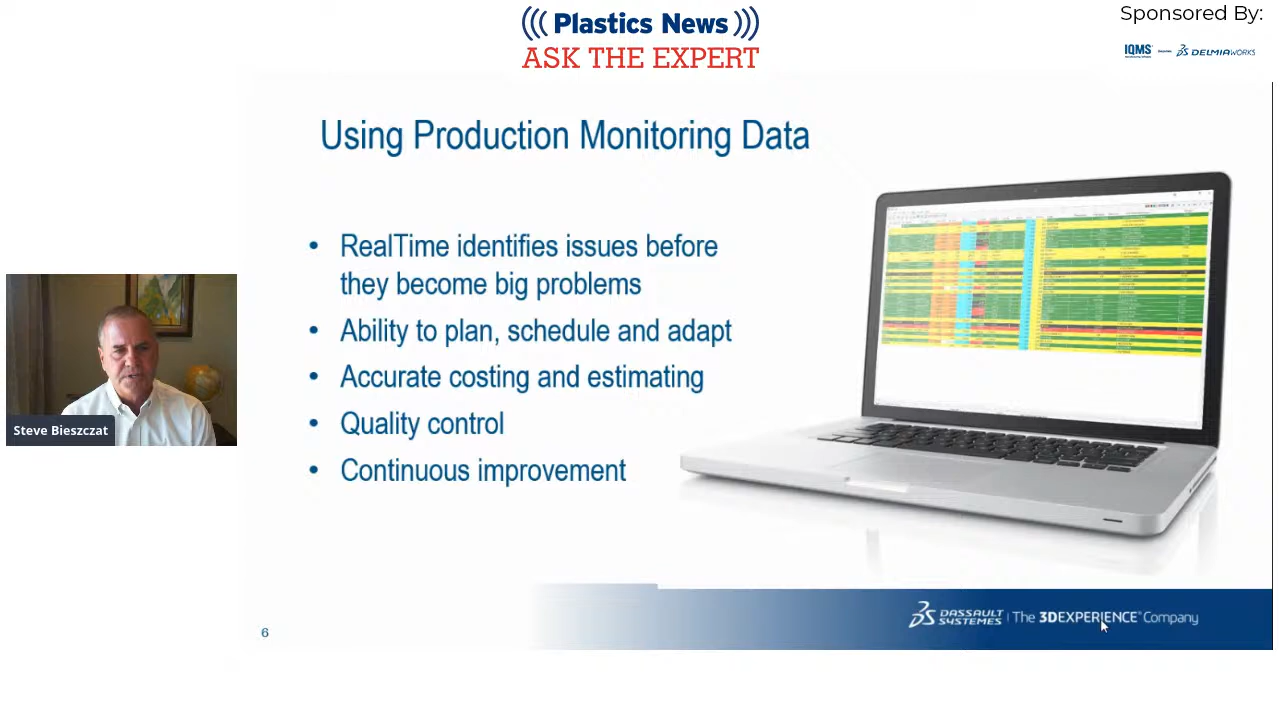 ((( Plastics News )))
ASK THE EXPERT
Sponsored By:
IQMS
DELMIAWORKS
Using Production Monitoring Data
• RealTime identifies issues before
they become big problems
• Ability to plan, schedule and adapt
• Accurate costing and estimating
• Quality control
• Continuous improvement
Steve Bieszczat
6
DASSAULT SYSTEMES | The 3DEXPERIENCE® Company